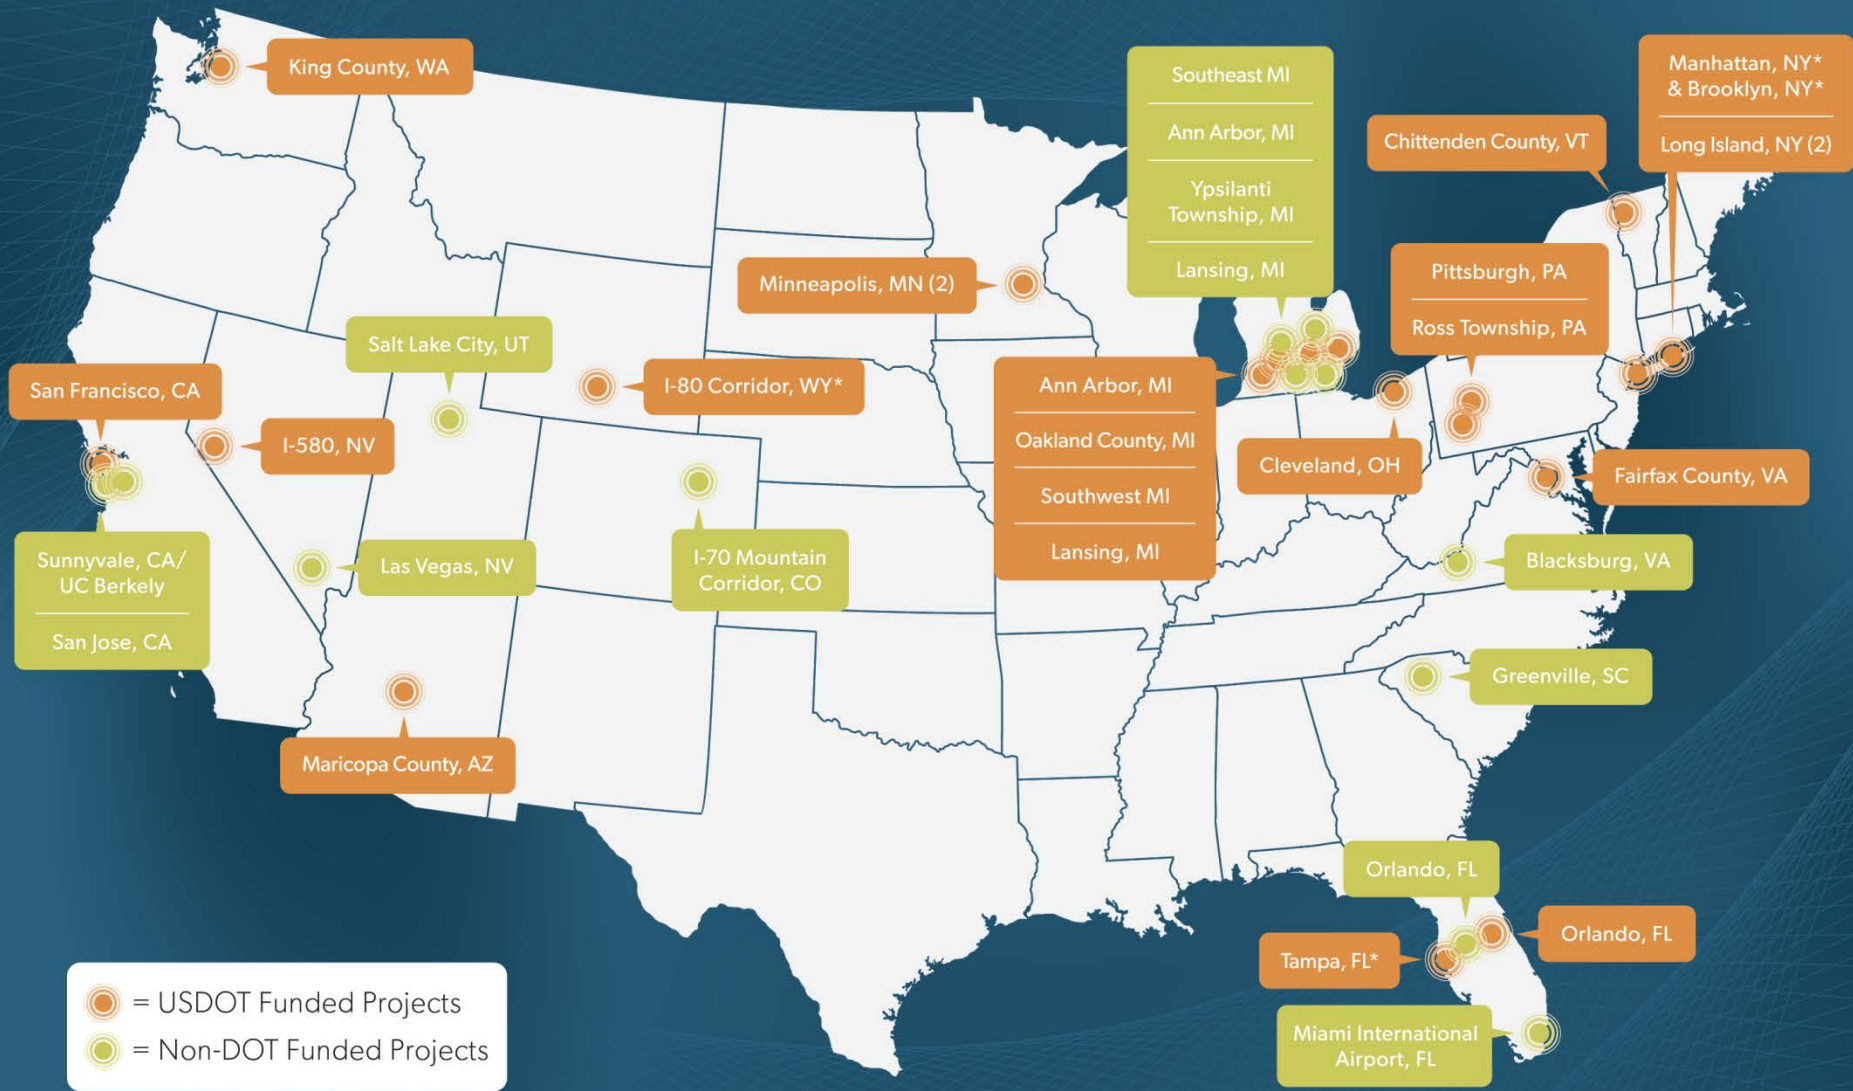 King County, WA
Southeast MI
Ann Arbor, MI
Ypsilanti
Township, MI
Lansing, MI
Manhattan, NY*
& Brooklyn, NY*
Long Island, NY (2)
Chittenden County, VT
Minneapolis, MN (2)
Pittsburgh, PA
Ross Township, PA
Salt Lake City, UT
San Francisco, CA
I-80 Corridor, WY*
Ann Arbor, MI
Oakland County, MI
Southwest MI
Lansing, MI
I-580, NV
Cleveland, OH
Fairfax County, VA
Sunnyvale, CA/
UC Berkely
San Jose, CA
Las Vegas, NV
I-70 Mountain
Corridor, CO
Blacksburg, VA
Greenville, SC
Maricopa County, AZ
Orlando, FL
Orlando, FL
Tampa, FL*
Miami International
Airport, FL
= USDOT Funded Projects
= Non-DOT Funded Projects